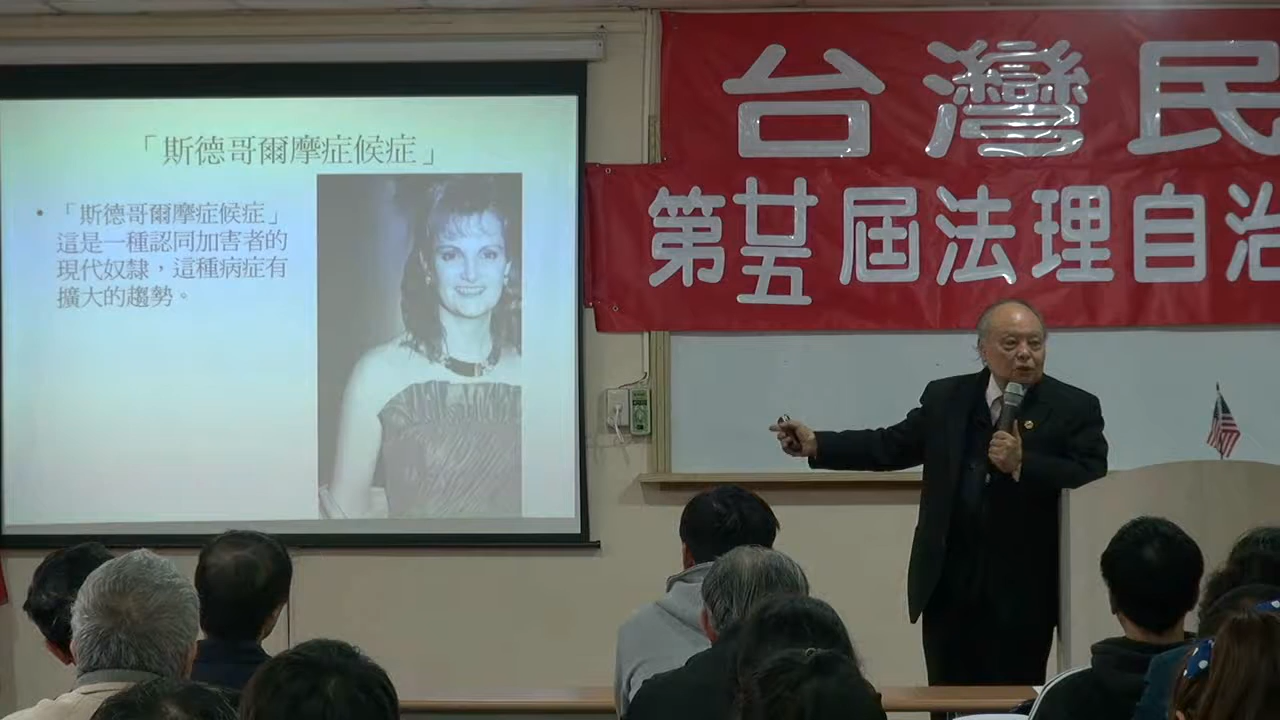 「斯德哥爾摩症候症」
「斯德哥爾摩症候症」
這是一種認同加害者的
現代奴隸,這種病症有
擴大的趨勢。
台灣民
第廿五屆法理自治